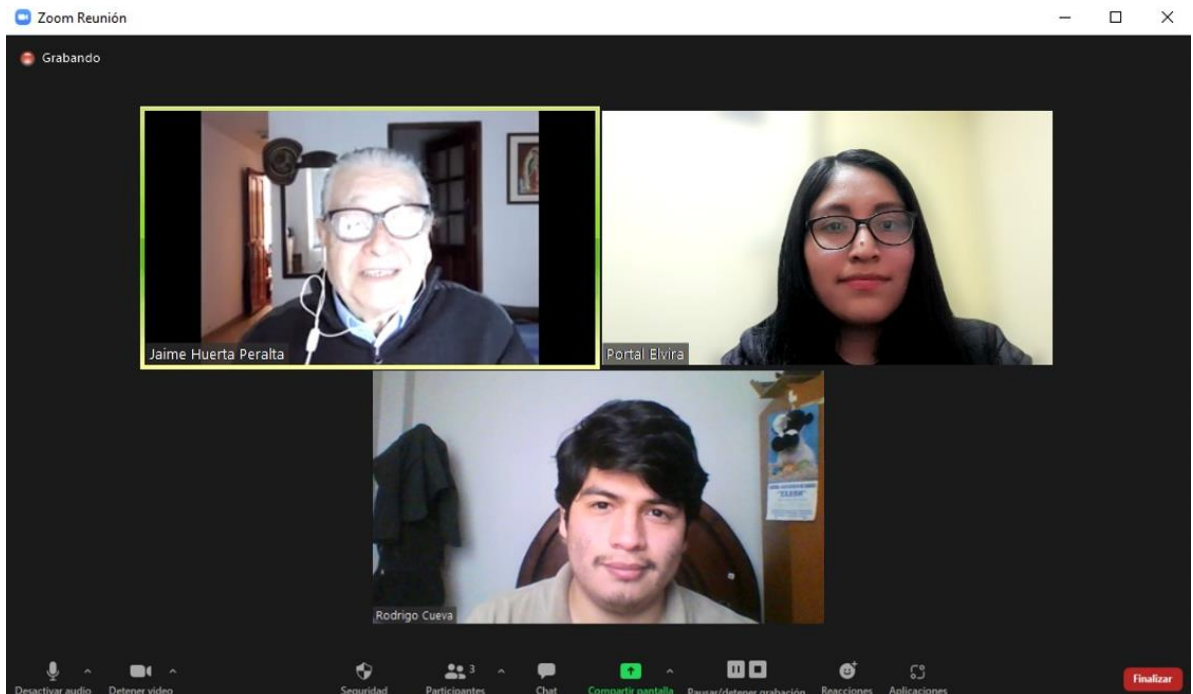 Zoom Reunión
Grabando
Jaime Huerta Peralta
Portal Elvira
Rodrigo Cueva
3
Desactivar audio
Detener video
Seguridad
Participantes
Chat
Compartir pantalla
Pausar/detener grabación
Reacciones
Aplicaciones
Finalizar